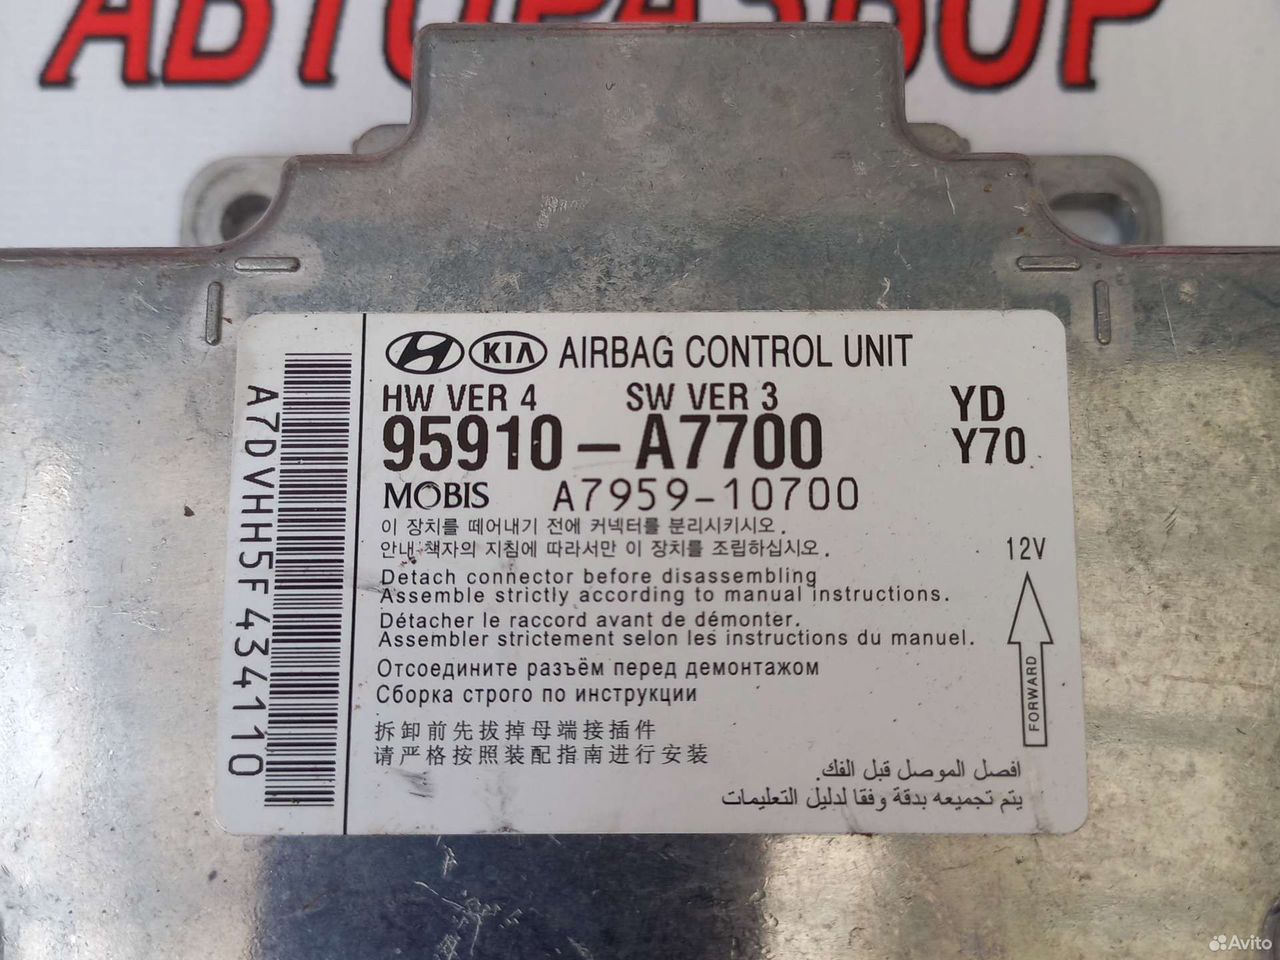 АВТОРАЗБОР
HYUNDAI KIA AIRBAG CONTROL UNIT
HW VER 4 SW VER 3
95910-A7700
YD
Y70
MOBIS A7959-10700
이 장치를 떼어내기 전에 커넥터를 분리시키시오.
안내 책자의 지침에 따라서만 이 장치를 조립하십시오.
12V
Detach connector before disassembling
Assemble strictly according to manual instructions.
Détacher le raccord avant de démonter.
Assembler strictement selon les instructions du manuel.
Отсоедините разъём перед демонтажом
Сборка строго по инструкции
FORWARD
拆卸前先拔掉母端接插件
请严格按照装配指南进行安装
افصل الموصل قبل الفك.
يتم تجميعه بدقة وفقا لدليل التعليمات
A7DVHH5F434110
Avito